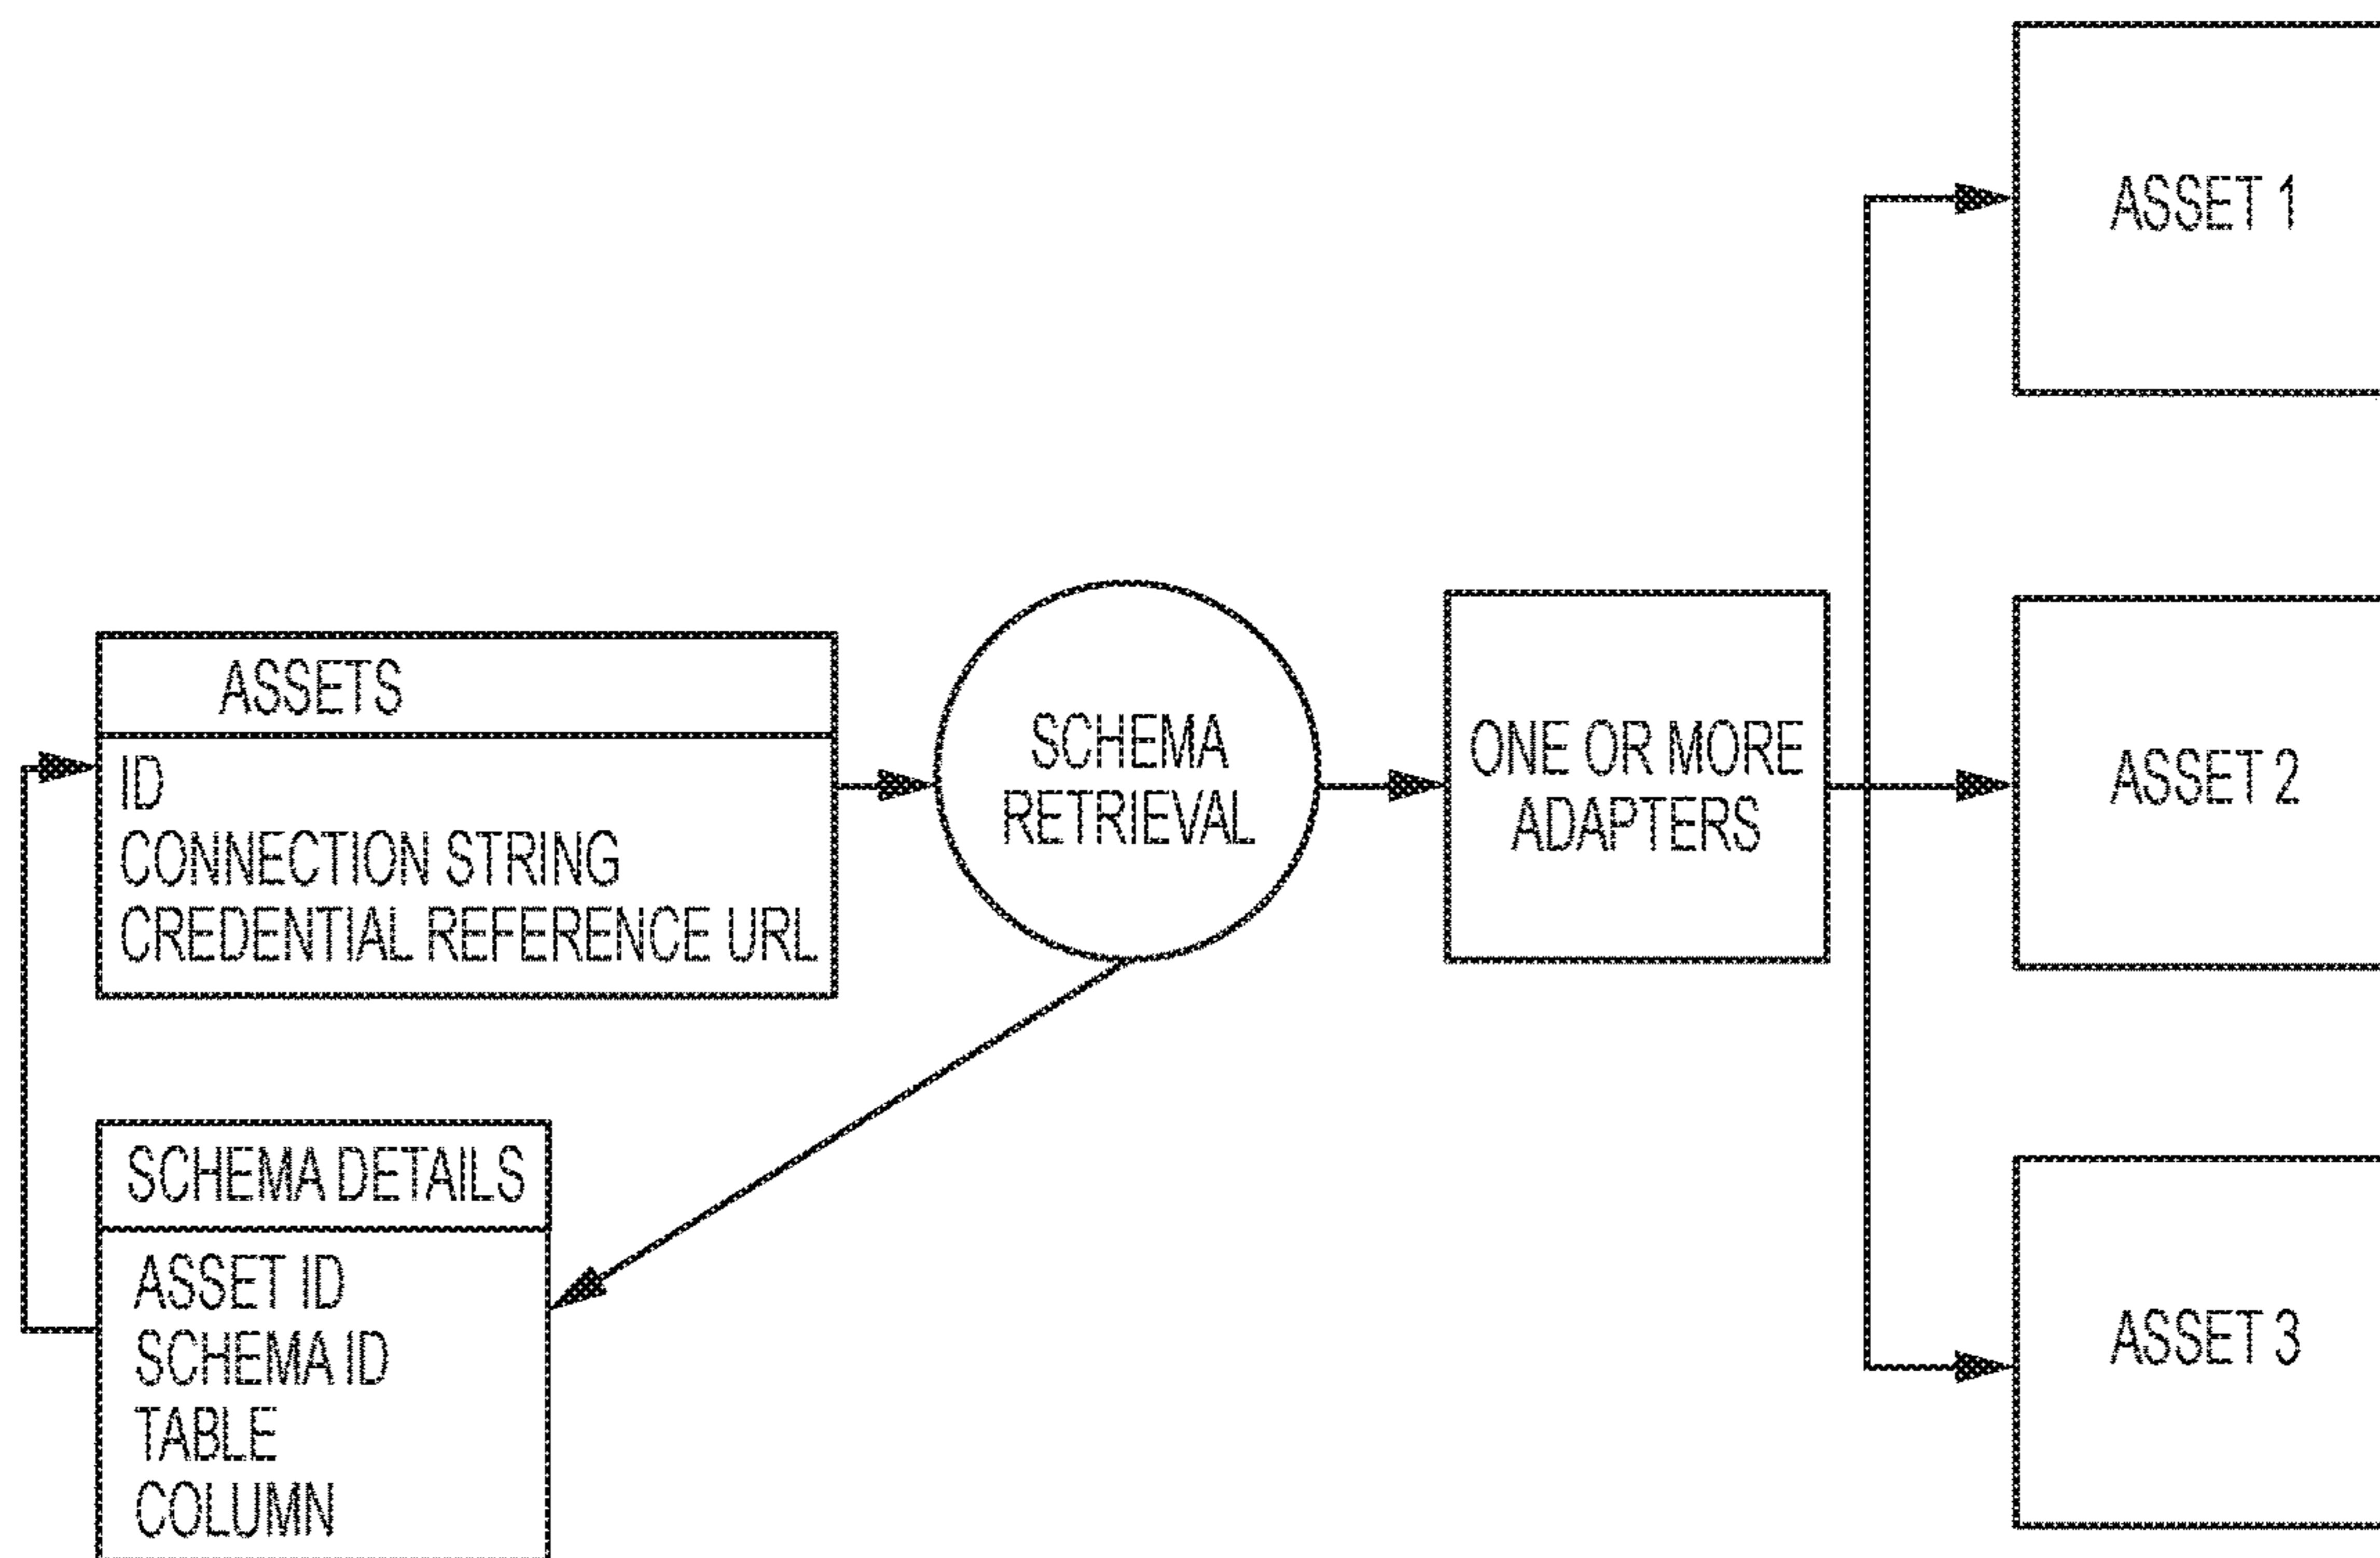 ASSETS
ID
CONNECTION STRING
CREDENTIAL REFERENCE URL
SCHEMA DETAILS
ASSET ID
SCHEMA ID
TABLE
COLUMN
SCHEMA
RETRIEVAL
ONE OR MORE
ADAPTERS
ASSET 1
ASSET 2
ASSET 3